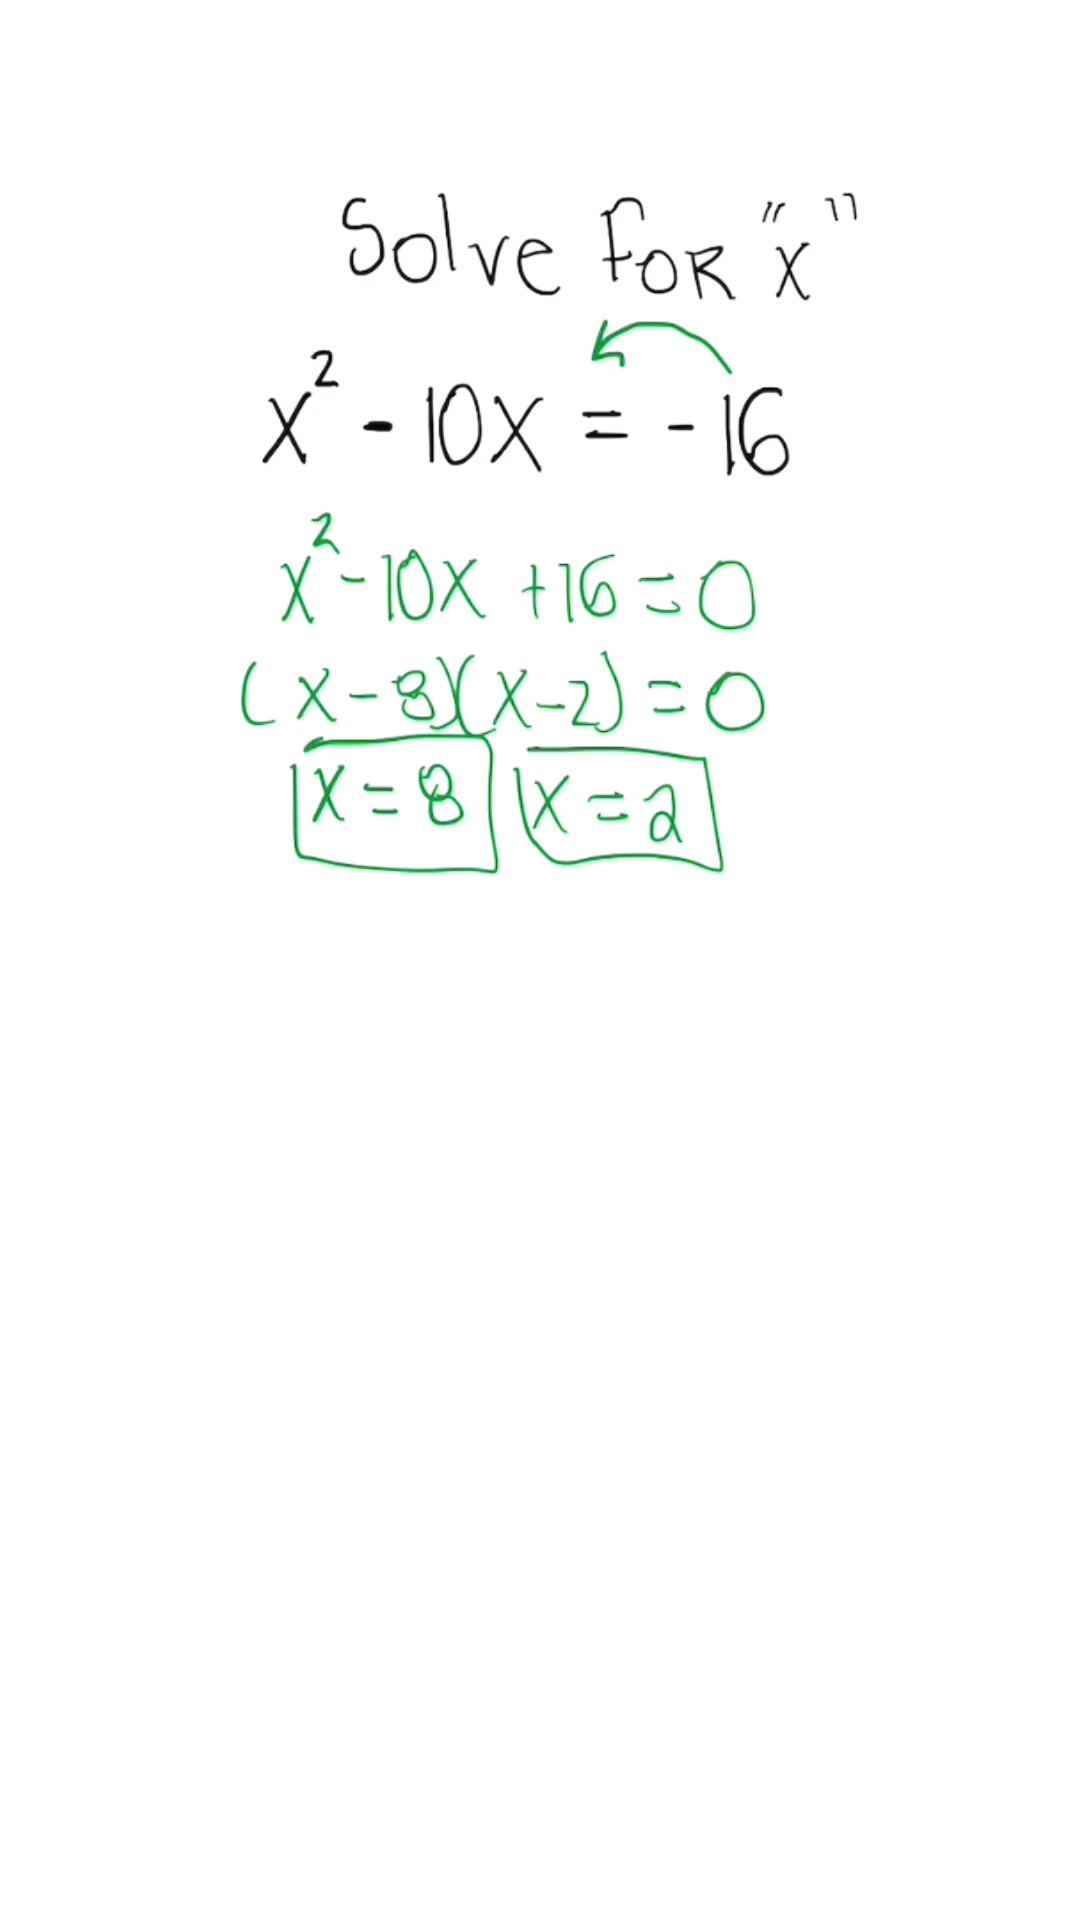 Solve for "x"
x² - 10x = -16
x² - 10x + 16 = 0
(x - 8)(x - 2) = 0
x = 8 x = 2